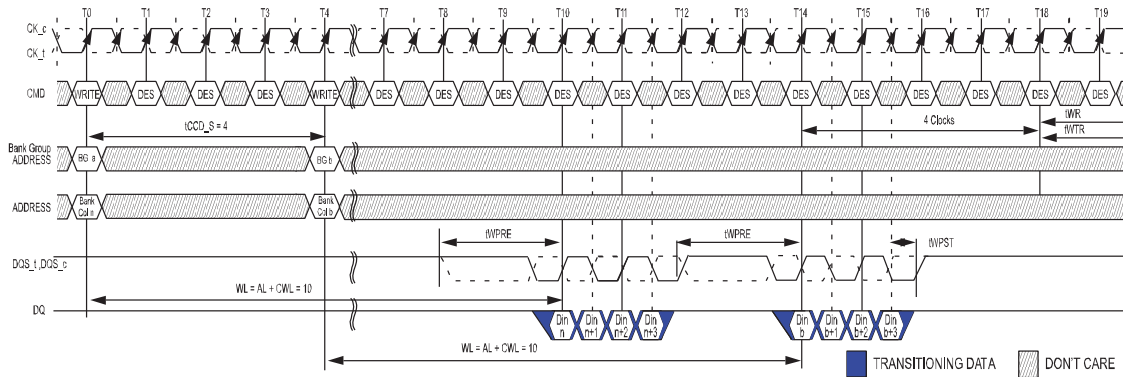 T0 T1 T2 T3 T4 T7 T8 T9 T10 T11 T12 T13 T14 T15 T16 T17 T18 T19
CK_c
CK_t
CMD WRITE DES DES DES WRITE DES DES DES DES DES DES DES DES DES DES DES DES DES
tCCD_S = 4 4 Clocks tWR
tWTR
Bank Group
ADDRESS BG a BG b
ADDRESS Bank Col n Bank Col b
tWPRE tWPRE tWPST
DQS_t ,DQS_c
WL = AL + CWL = 10
DQ Din n Din n+1 Din n+2 Din n+3 Din b Din b+1 Din b+2 Din b+3
WL = AL + CWL = 10
TRANSITIONING DATA DON'T CARE